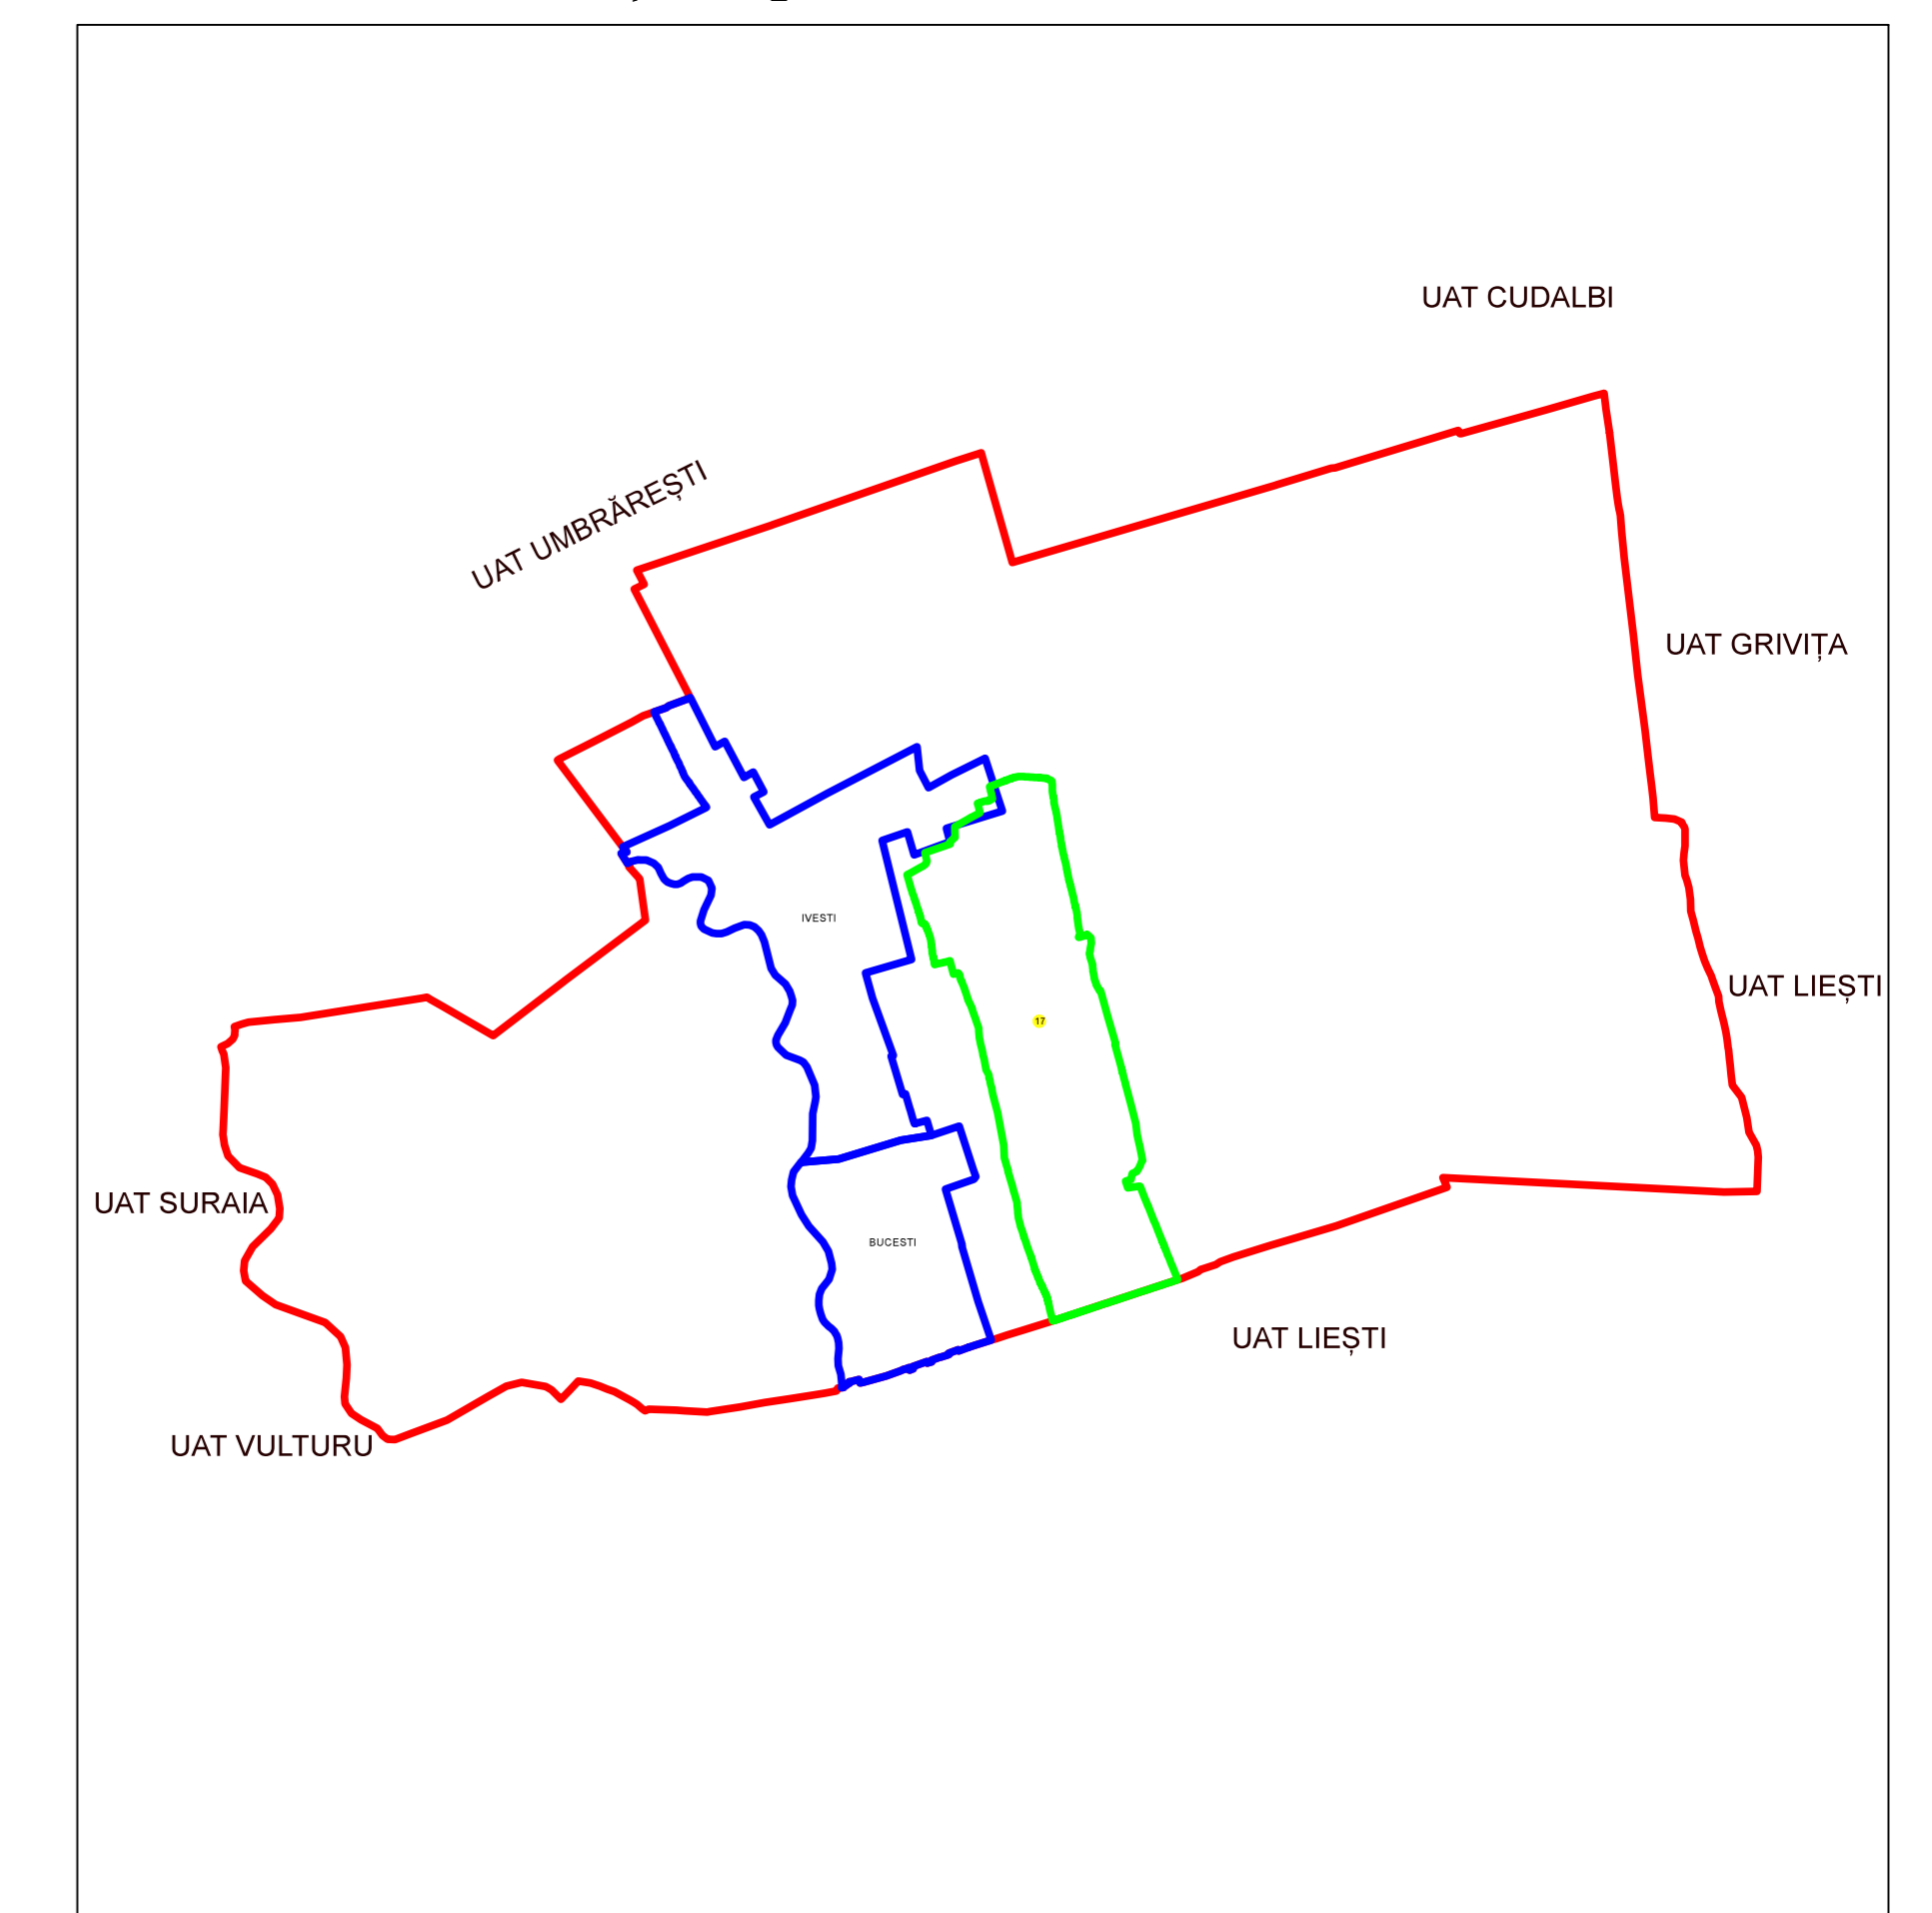 UAT CUDALBI
UAT UMBRĂREȘTI
UAT GRIVIȚA
IVESTI
UAT LIEȘTI
17
UAT SURAIA
BUCESTI
UAT LIEȘTI
UAT VULTURU